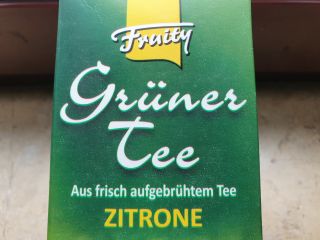 Fruity
Grüner
Tee
Aus frisch aufgebrühtem Tee
ZITRONE